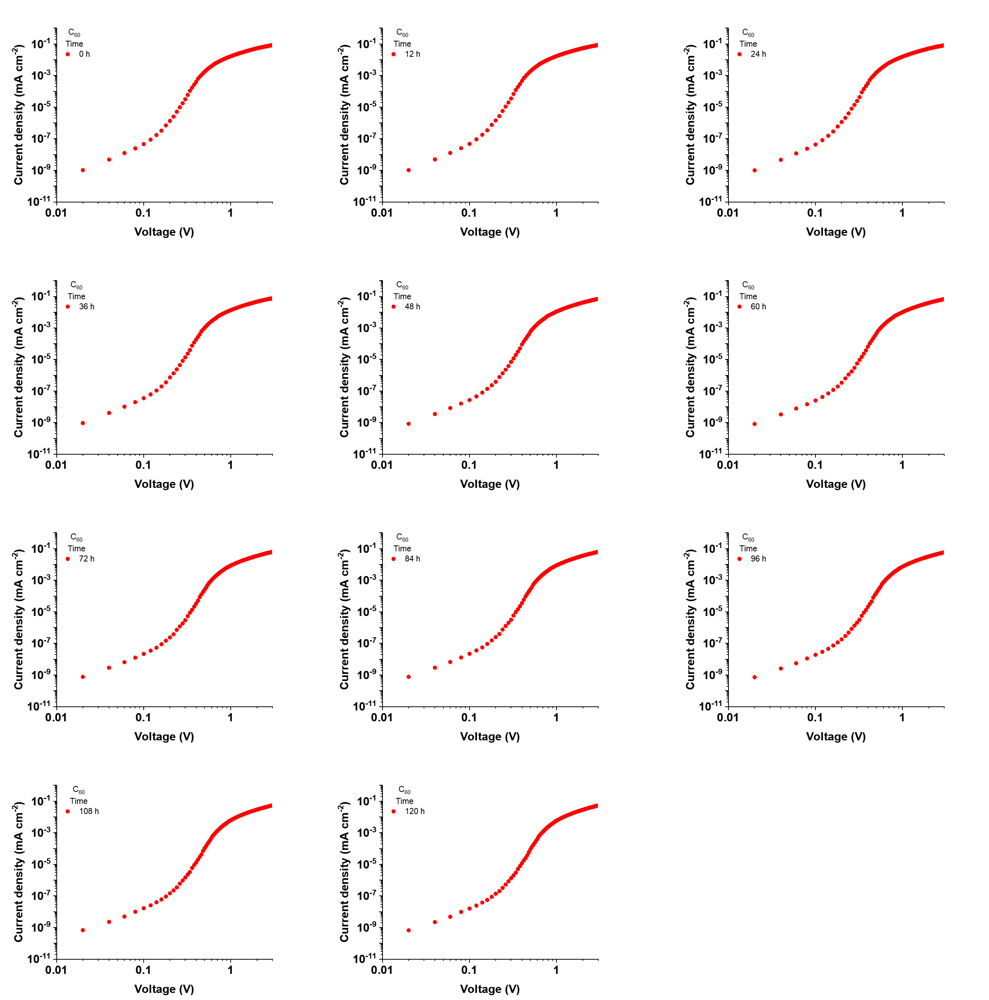 C60
Time
0 h
10-1
10-3
10-5
10-7
10-9
10-11
0.01 0.1 1
Current density (mA cm-2)
Voltage (V)
C60
Time
12 h
10-1
10-3
10-5
10-7
10-9
10-11
0.01 0.1 1
Current density (mA cm-2)
Voltage (V)
C60
Time
24 h
10-1
10-3
10-5
10-7
10-9
10-11
0.01 0.1 1
Current density (mA cm-2)
Voltage (V)
C60
Time
36 h
10-1
10-3
10-5
10-7
10-9
10-11
0.01 0.1 1
Current density (mA cm-2)
Voltage (V)
C60
Time
48 h
10-1
10-3
10-5
10-7
10-9
10-11
0.01 0.1 1
Current density (mA cm-2)
Voltage (V)
C60
Time
60 h
10-1
10-3
10-5
10-7
10-9
10-11
0.01 0.1 1
Current density (mA cm-2)
Voltage (V)
C60
Time
72 h
10-1
10-3
10-5
10-7
10-9
10-11
0.01 0.1 1
Current density (mA cm-2)
Voltage (V)
C60
Time
84 h
10-1
10-3
10-5
10-7
10-9
10-11
0.01 0.1 1
Current density (mA cm-2)
Voltage (V)
C60
Time
96 h
10-1
10-3
10-5
10-7
10-9
10-11
0.01 0.1 1
Current density (mA cm-2)
Voltage (V)
C60
Time
108 h
10-1
10-3
10-5
10-7
10-9
10-11
0.01 0.1 1
Current density (mA cm-2)
Voltage (V)
C60
Time
120 h
10-1
10-3
10-5
10-7
10-9
10-11
0.01 0.1 1
Current density (mA cm-2)
Voltage (V)